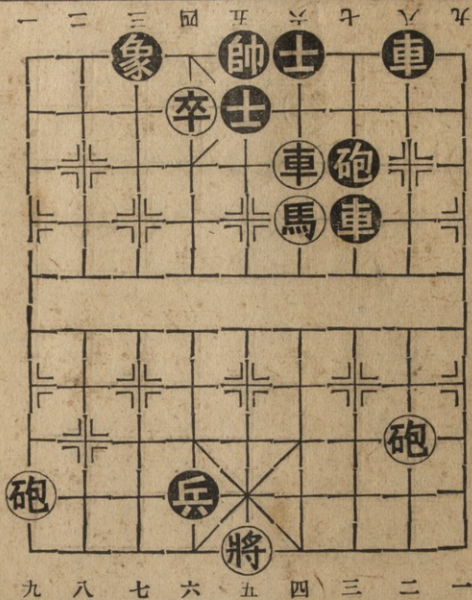 一 二 三 四 五 六 七 八 九
象 帥 士 車
卒 士
車 砲
馬 車
砲
砲 兵
將
九 八 七 六 五 四 三 二 一